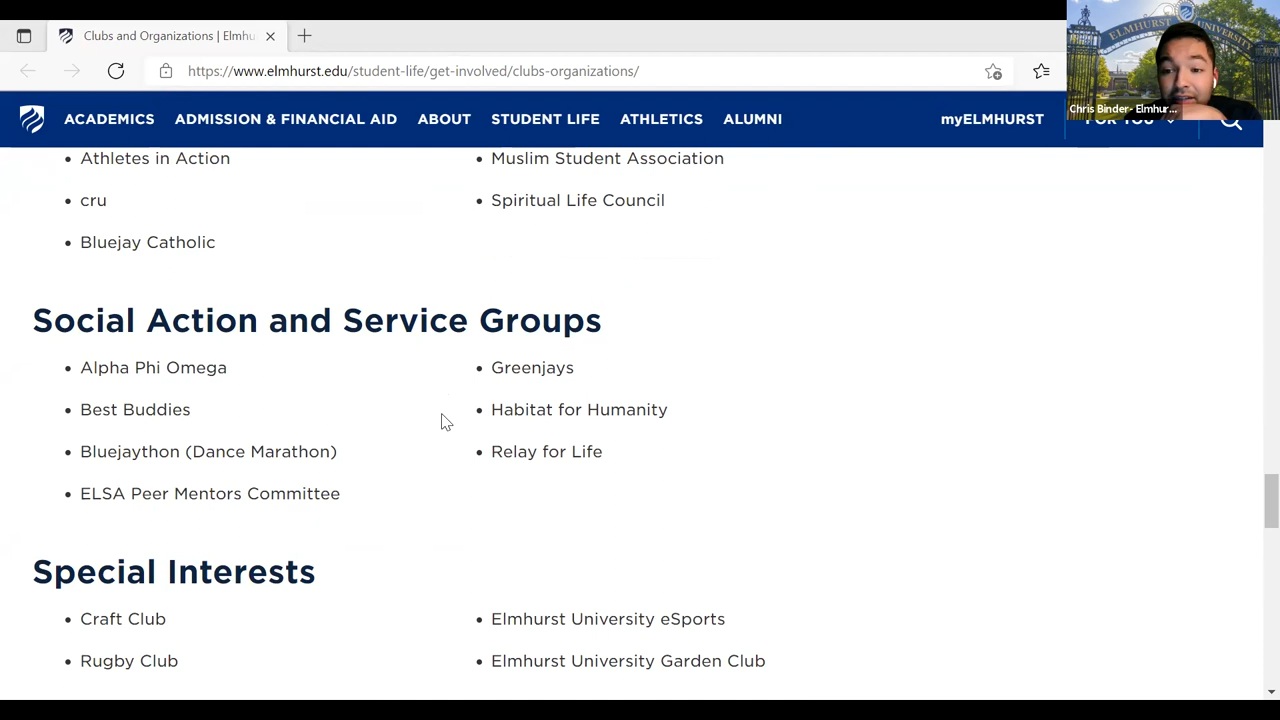 Clubs and Organizations | Elmhu
https://www.elmhurst.edu/student-life/get-involved/clubs-organizations/
ELMHURST UNIVERSITY
Chris Binder- Elmhur...
ACADEMICS ADMISSION & FINANCIAL AID ABOUT STUDENT LIFE ATHLETICS ALUMNI myELMHURST FOR YOU
• Athletes in Action
• cru
• Bluejay Catholic
• Muslim Student Association
• Spiritual Life Council
Social Action and Service Groups
• Alpha Phi Omega
• Best Buddies
• Bluejaython (Dance Marathon)
• ELSA Peer Mentors Committee
• Greenjays
• Habitat for Humanity
• Relay for Life
Special Interests
• Craft Club
• Rugby Club
• Elmhurst University eSports
• Elmhurst University Garden Club